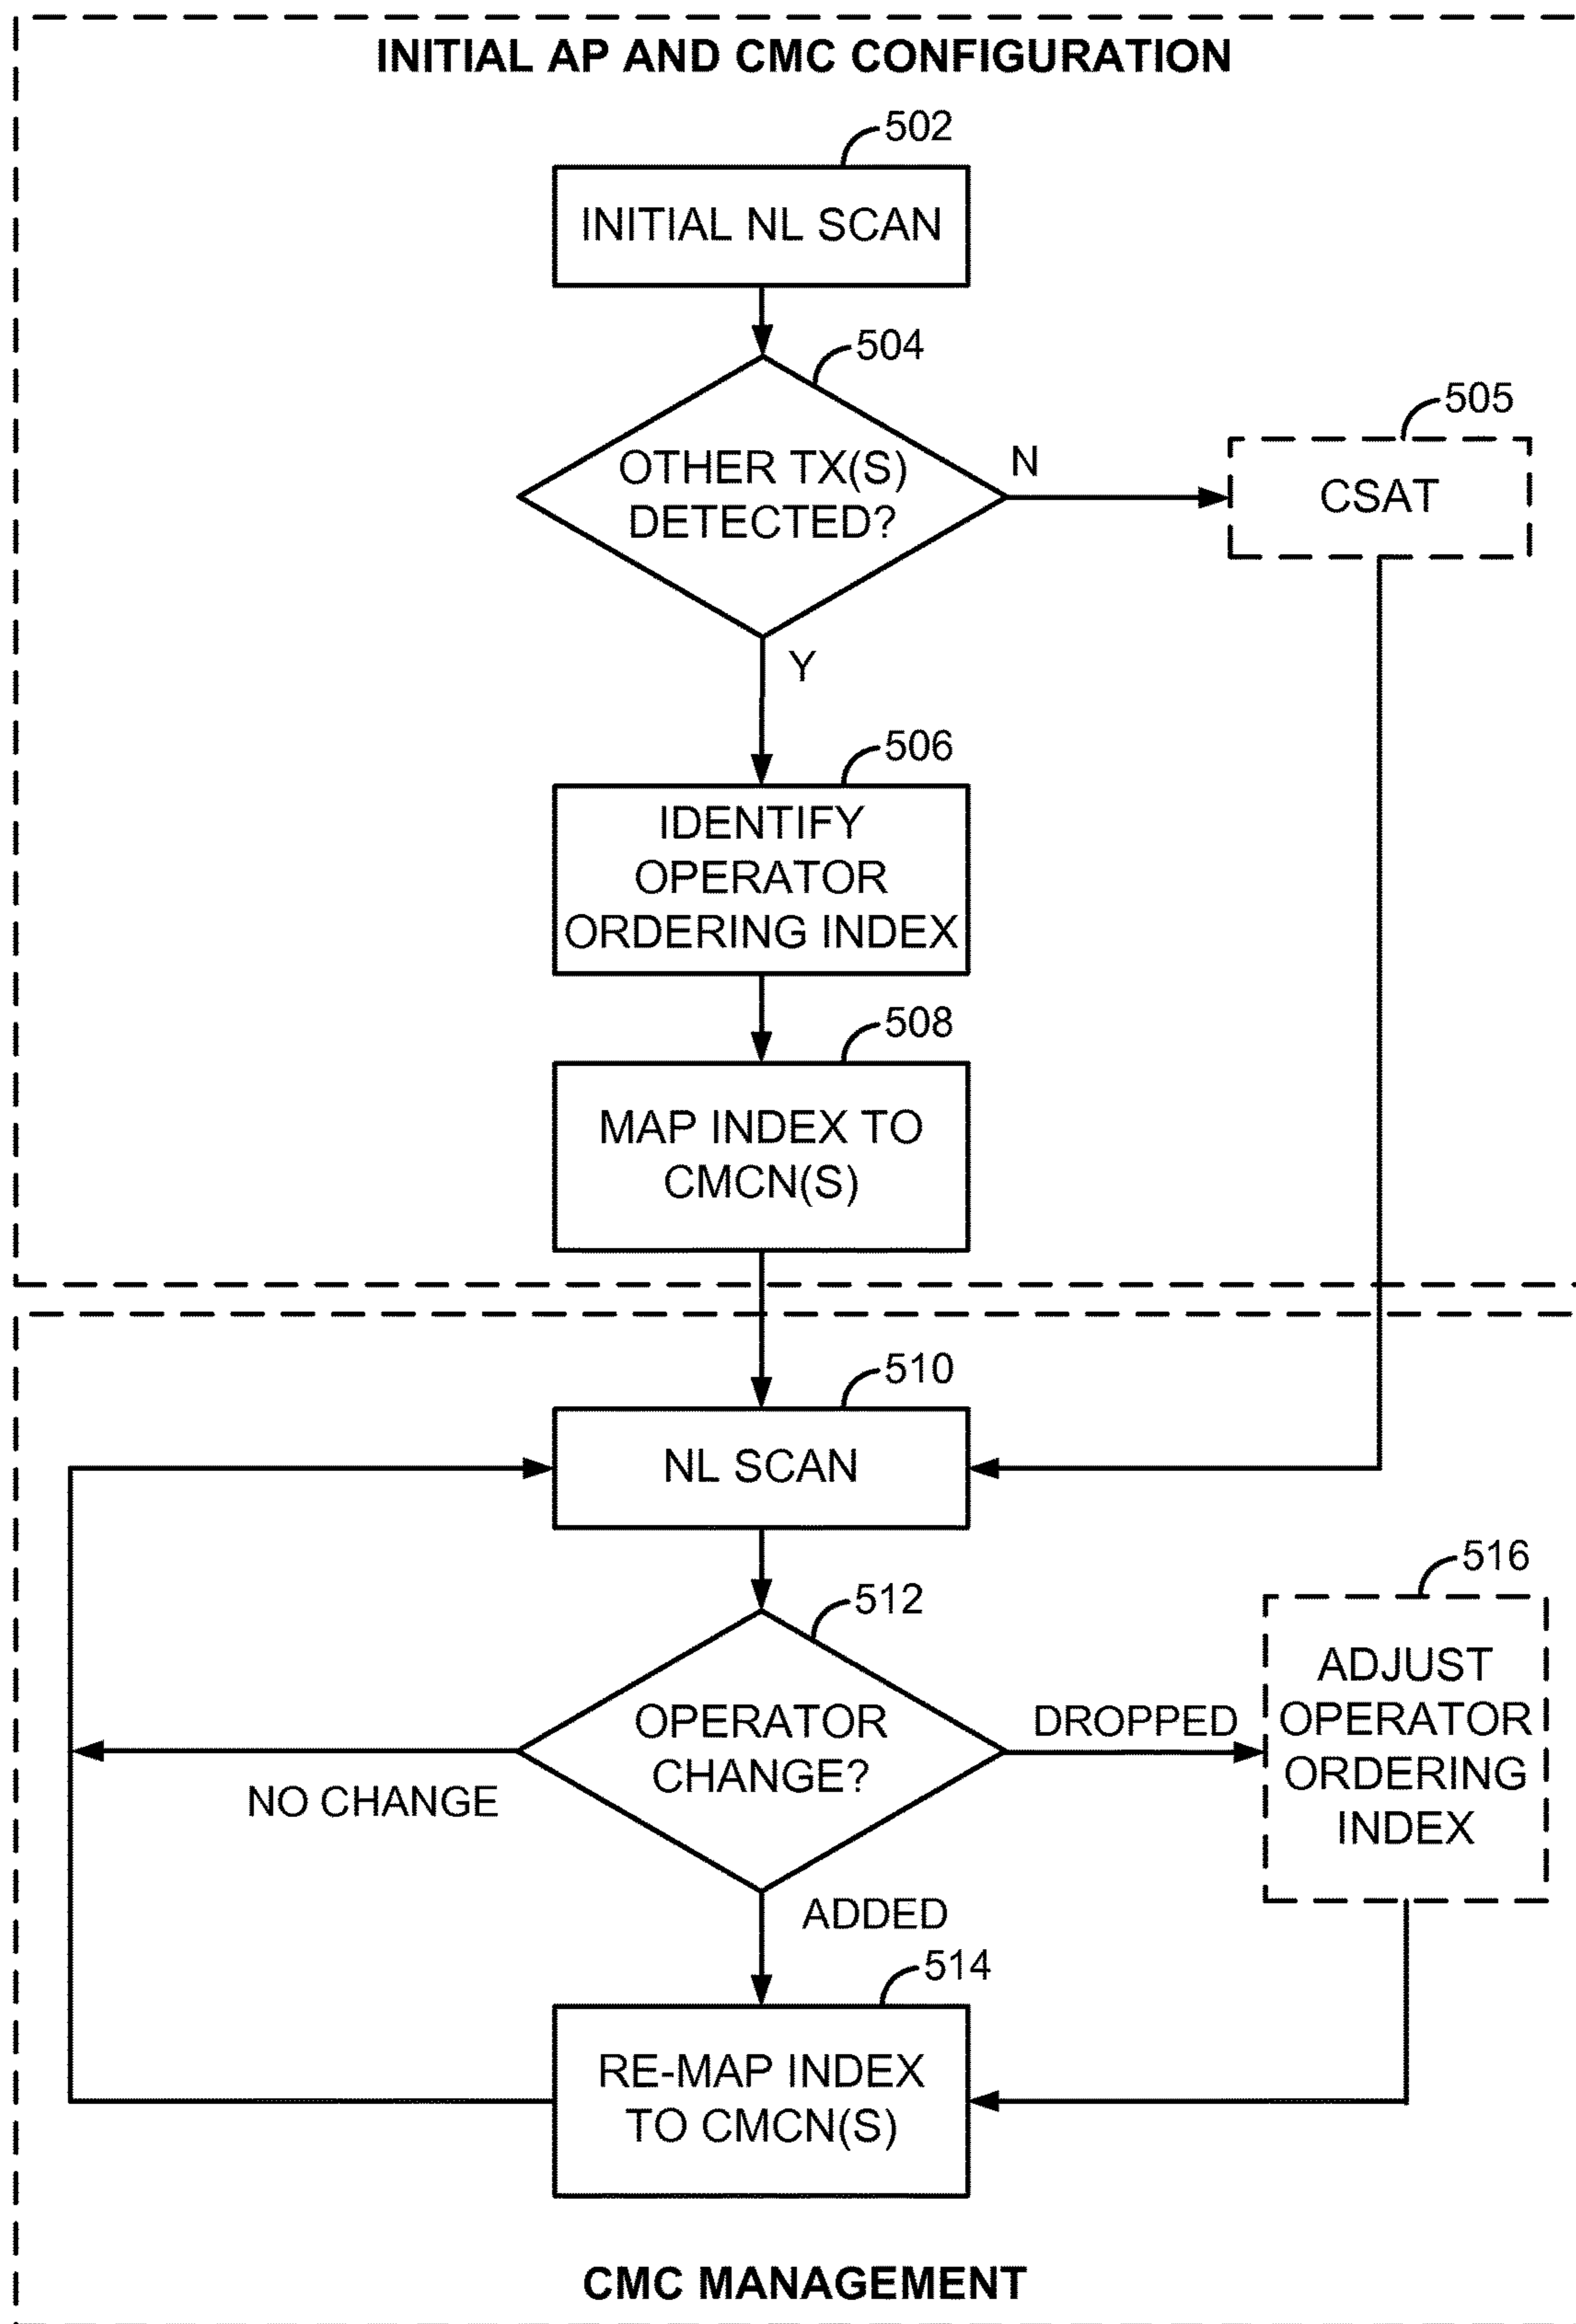 INITIAL AP AND CMC CONFIGURATION
502
INITIAL NL SCAN
504
OTHER TX(S)
DETECTED?
N
505
CSAT
Y
506
IDENTIFY
OPERATOR
ORDERING INDEX
508
MAP INDEX TO
CMCN(S)
510
NL SCAN
512
OPERATOR
CHANGE?
NO CHANGE
DROPPED
516
ADJUST
OPERATOR
ORDERING
INDEX
ADDED
514
RE-MAP INDEX
TO CMCN(S)
CMC MANAGEMENT